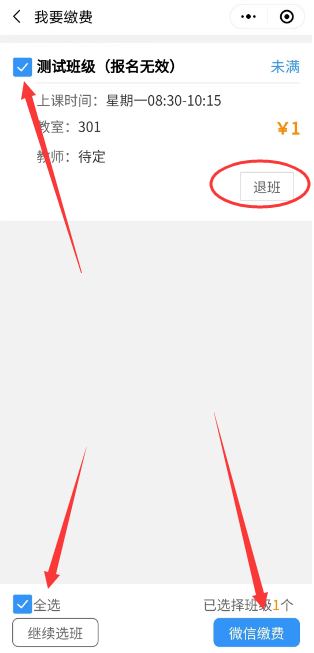 我要缴费
测试班级（报名无效） 未满
上课时间：星期一08:30-10:15
教室：301 ￥1
教师：待定
退班
全选 已选择班级1个
继续选班 微信缴费